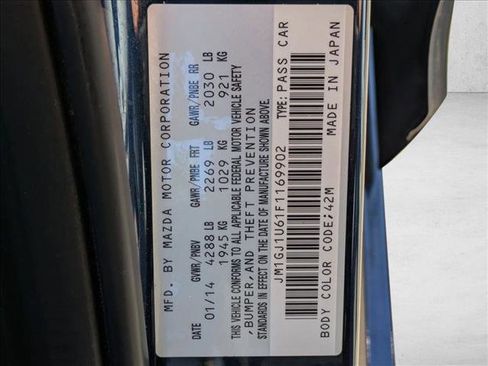 MFD. BY MAZDA MOTOR CORPORATION
DATE GVWR/PNBV GAWR/PNBE FRT GAWR/PNBE RR
01/14 4288 LB 2269 LB 2030 LB
1945 KG 1029 KG 921 KG
THIS VEHICLE CONFORMS TO ALL APPLICABLE FEDERAL MOTOR VEHICLE SAFETY
,BUMPER,AND THEFT PREVENTION
STANDARDS IN EFFECT ON THE DATE OF MANUFACTURE SHOWN ABOVE.
JM1GJ1U61F1169902 TYPE:PASS CAR
BODY COLOR CODE;42M MADE IN JAPAN